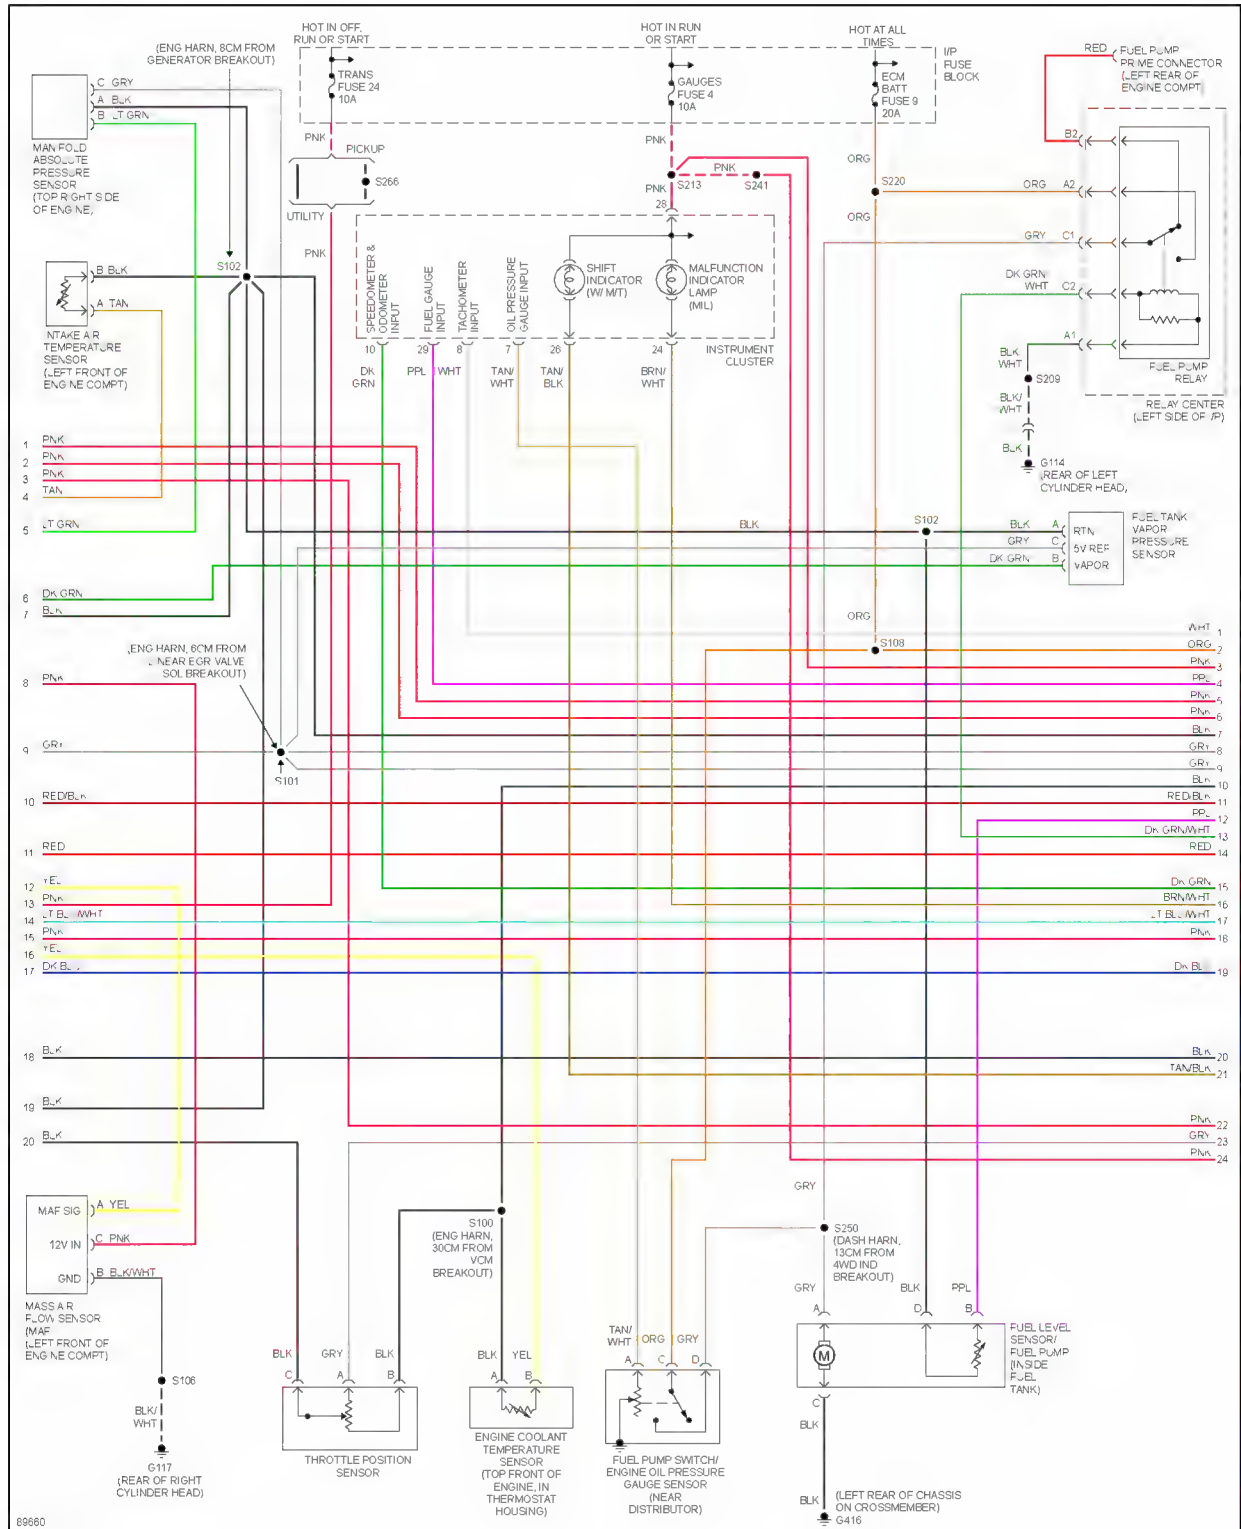 HOT IN OFF,
RUN OR START
HOT IN RUN
OR START
HOT AT ALL
TIMES
I/P
FUSE
BLOCK
TRANS
FUSE 24
10A
GAUGES
FUSE 4
10A
ECM
BATT
FUSE 9
20A
(ENG HARN, 8CM FROM
GENERATOR BREAKOUT)
C GRY
A BLK
B LT GRN
MANIFOLD
ABSOLUTE
PRESSURE
SENSOR
(TOP RIGHT SIDE
OF ENGINE,
RED
FUEL PUMP
PRIME CONNECTOR
(LEFT REAR OF
ENGINE COMPT
B2
ORG A2
GRY C1
DK GRN
WHT C2
A1
BLK
WHT
S209
BLK/
WHT
BLK
G114
(REAR OF LEFT
CYLINDER HEAD,
FUEL PUMP
RELAY
RELAY CENTER
(LEFT SIDE OF I/P)
PNK
PICKUP
S266
UTILITY
PNK
PNK
PNK
S213
S241
PNK
28
ORG
S220
ORG
S102
B BLK
A TAN
INTAKE AIR
TEMPERATURE
SENSOR
(LEFT FRONT OF
ENGINE COMPT)
SPEEDOMETER &
ODOMETER
INPUT
FUEL GAUGE
INPUT
TACHOMETER
INPUT
OIL PRESSURE
GAUGE INPUT
SHIFT
INDICATOR
(W/ M/T)
MALFUNCTION
INDICATOR
LAMP
(MIL)
INSTRUMENT
CLUSTER
10 29 8 7 26 24
DK
GRN
PPL
WHT
TAN/
WHT
TAN/
BLK
BRN/
WHT
1 PNK
2 PNK
3 PNK
4 TAN
5 LT GRN
6 DK GRN
7 BLK
8 PNK
9 GRY
10 RED/BLK
11 RED
12 YEL
13 PNK
14 LT BLU/WHT
15 PNK
16 YEL
17 DK BLU
18 BLK
19 BLK
20 BLK
BLK
S102
BLK A
GRY C
DK GRN B
RTN
5V REF
VAPOR
FUEL TANK
VAPOR
PRESSURE
SENSOR
ORG
S108
(ENG HARN, 6CM FROM
LINEAR EGR VALVE
SOL BREAKOUT)
S101
WHT 1
ORG 2
PNK 3
PPL 4
PNK 5
PNK 6
BLK 7
GRY 8
GRY 9
BLK 10
RED/BLK 11
PPL 12
DK GRN/WHT 13
RED 14
DK GRN 15
BRN/WHT 16
LT BLU/WHT 17
PNK 18
DK BLU 19
BLK 20
TAN/BLK 21
PNK 22
GRY 23
PNK 24
MAF SIG
12V IN
GND
A YEL
C PNK
B BLK/WHT
MASS AIR
FLOW SENSOR
(MAF
(LEFT FRONT OF
ENGINE COMPT)
S106
BLK/
WHT
G117
(REAR OF RIGHT
CYLINDER HEAD)
BLK GRY BLK
C A B
THROTTLE POSITION
SENSOR
S100
(ENG HARN,
30CM FROM
VCM
BREAKOUT)
BLK YEL
A B
ENGINE COOLANT
TEMPERATURE
SENSOR
(TOP FRONT OF
ENGINE, IN
THERMOSTAT
HOUSING)
TAN/
WHT ORG GRY
A C D
FUEL PUMP SWITCH/
ENGINE OIL PRESSURE
GAUGE SENSOR
(NEAR
DISTRIBUTOR)
GRY
S250
(DASH HARN,
13CM FROM
4WD IND
BREAKOUT)
GRY BLK PPL
A D B
M
FUEL LEVEL
SENSOR/
FUEL PUMP
(INSIDE
FUEL
TANK)
C
BLK
BLK
(LEFT REAR OF CHASSIS
ON CROSSMEMBER)
G416
89660